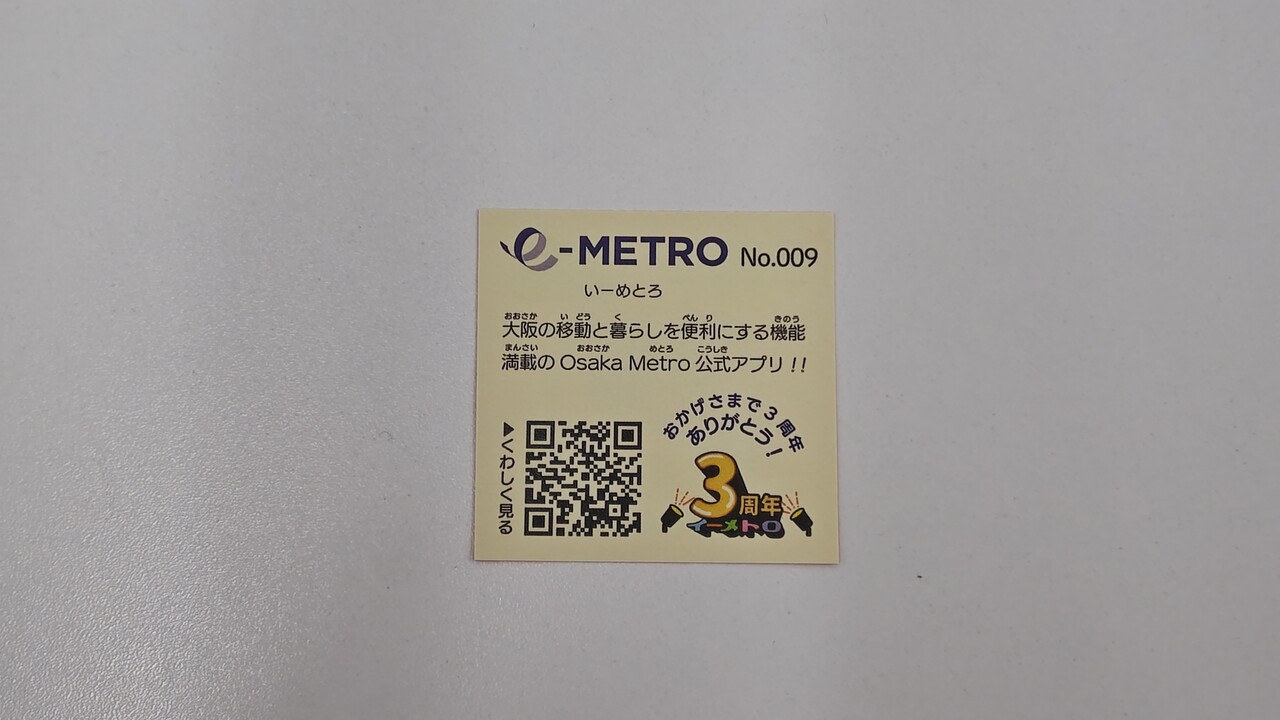 e-METRO No.009
いーめとろ
おおさか い どう く べん り きのう
大阪の移動と暮らしを便利にする機能
まんさい おおさか めとろ こうしき
満載の Osaka Metro 公式アプリ!!
▶くわしく見る
おかげさまで3周年
ありがとう!
3周年
イーメトロ